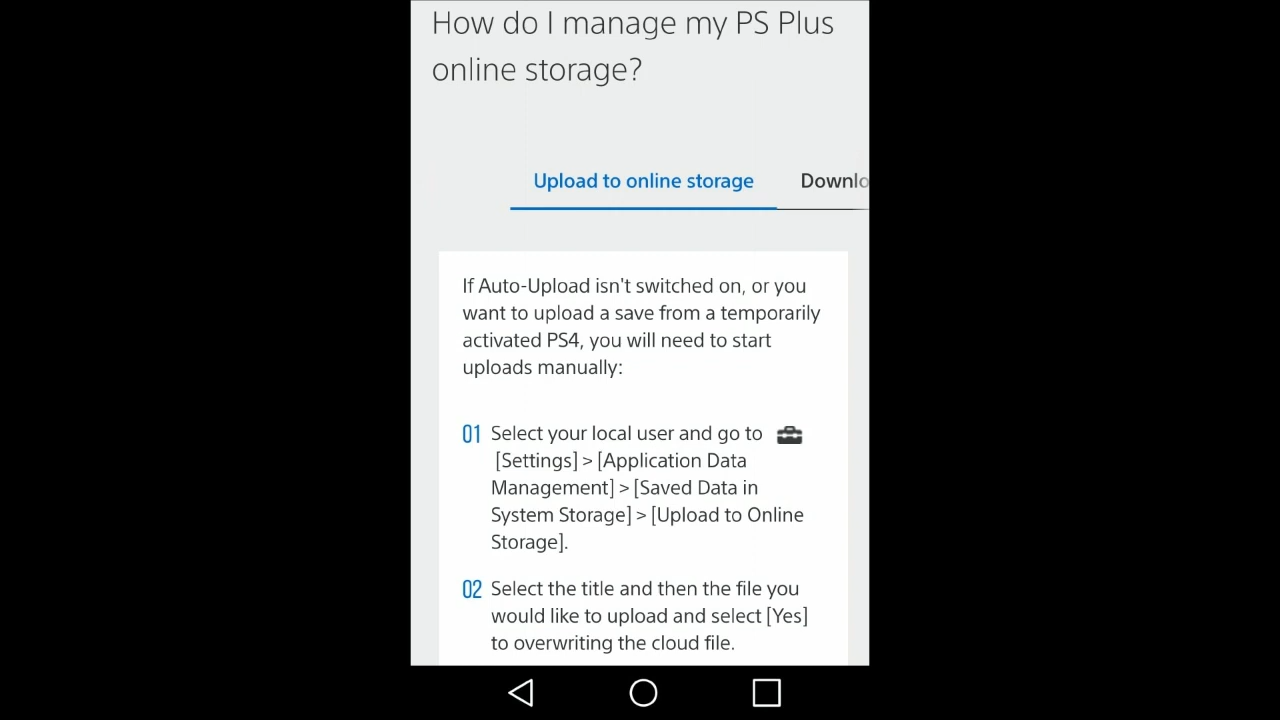 How do I manage my PS Plus
online storage?
Upload to online storage
Downlo
If Auto-Upload isn't switched on, or you
want to upload a save from a temporarily
activated PS4, you will need to start
uploads manually:
01 Select your local user and go to
[Settings] > [Application Data
Management] > [Saved Data in
System Storage] > [Upload to Online
Storage].
02 Select the title and then the file you
would like to upload and select [Yes]
to overwriting the cloud file.